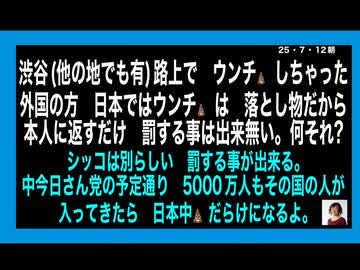 25・7・12朝
渋谷(他の地でも有)路上で　ウンチ💩しちゃった
外国の方　日本ではウンチ💩は　落とし物だから
本人に返すだけ　罰する事は出来無い。何それ?
シッコは別らしい　罰する事が出来る。
中今日さん党の予定通り　5000万人もその国の人が
入ってきたら　日本中💩だらけになるよ。